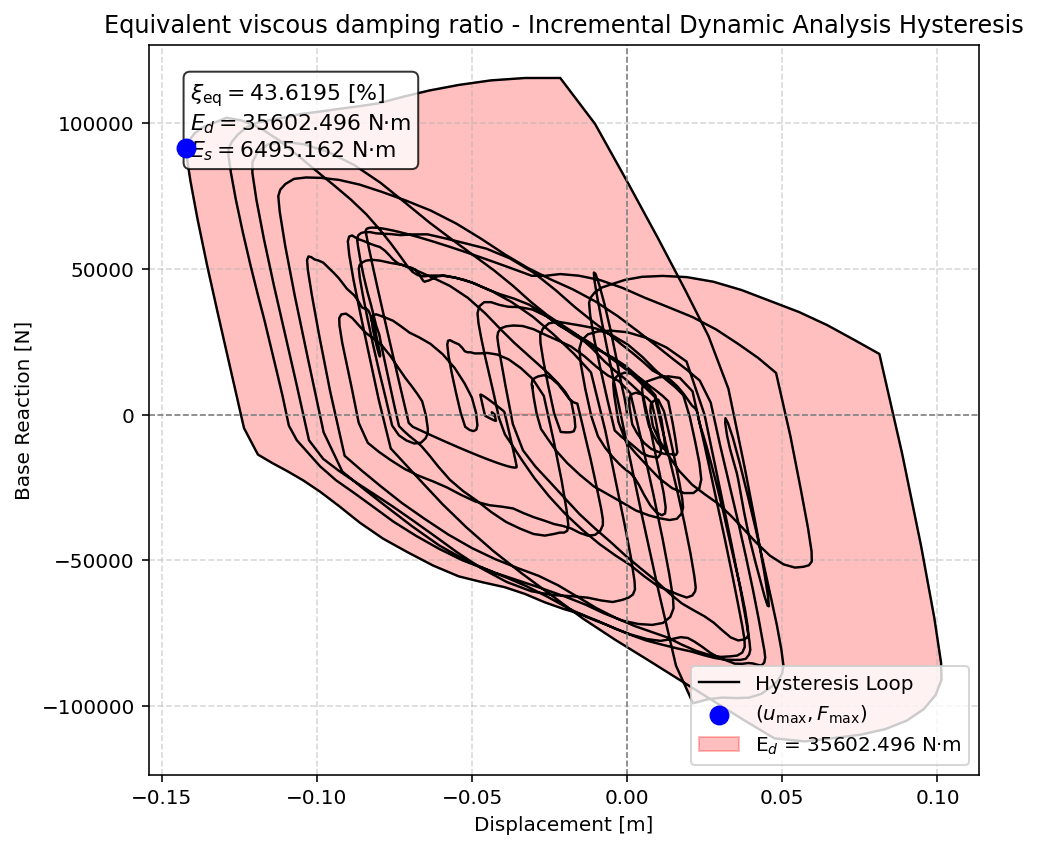 Equivalent viscous damping ratio - Incremental Dynamic Analysis Hysteresis
ξeq = 43.6195 [%]
Ed = 35602.496 N·m
Es = 6495.162 N·m
100000
50000
0
−50000
−100000
Base Reaction [N]
Hysteresis Loop
(umax, Fmax)
Ed = 35602.496 N·m
−0.15
−0.10
−0.05
0.00
0.05
0.10
Displacement [m]